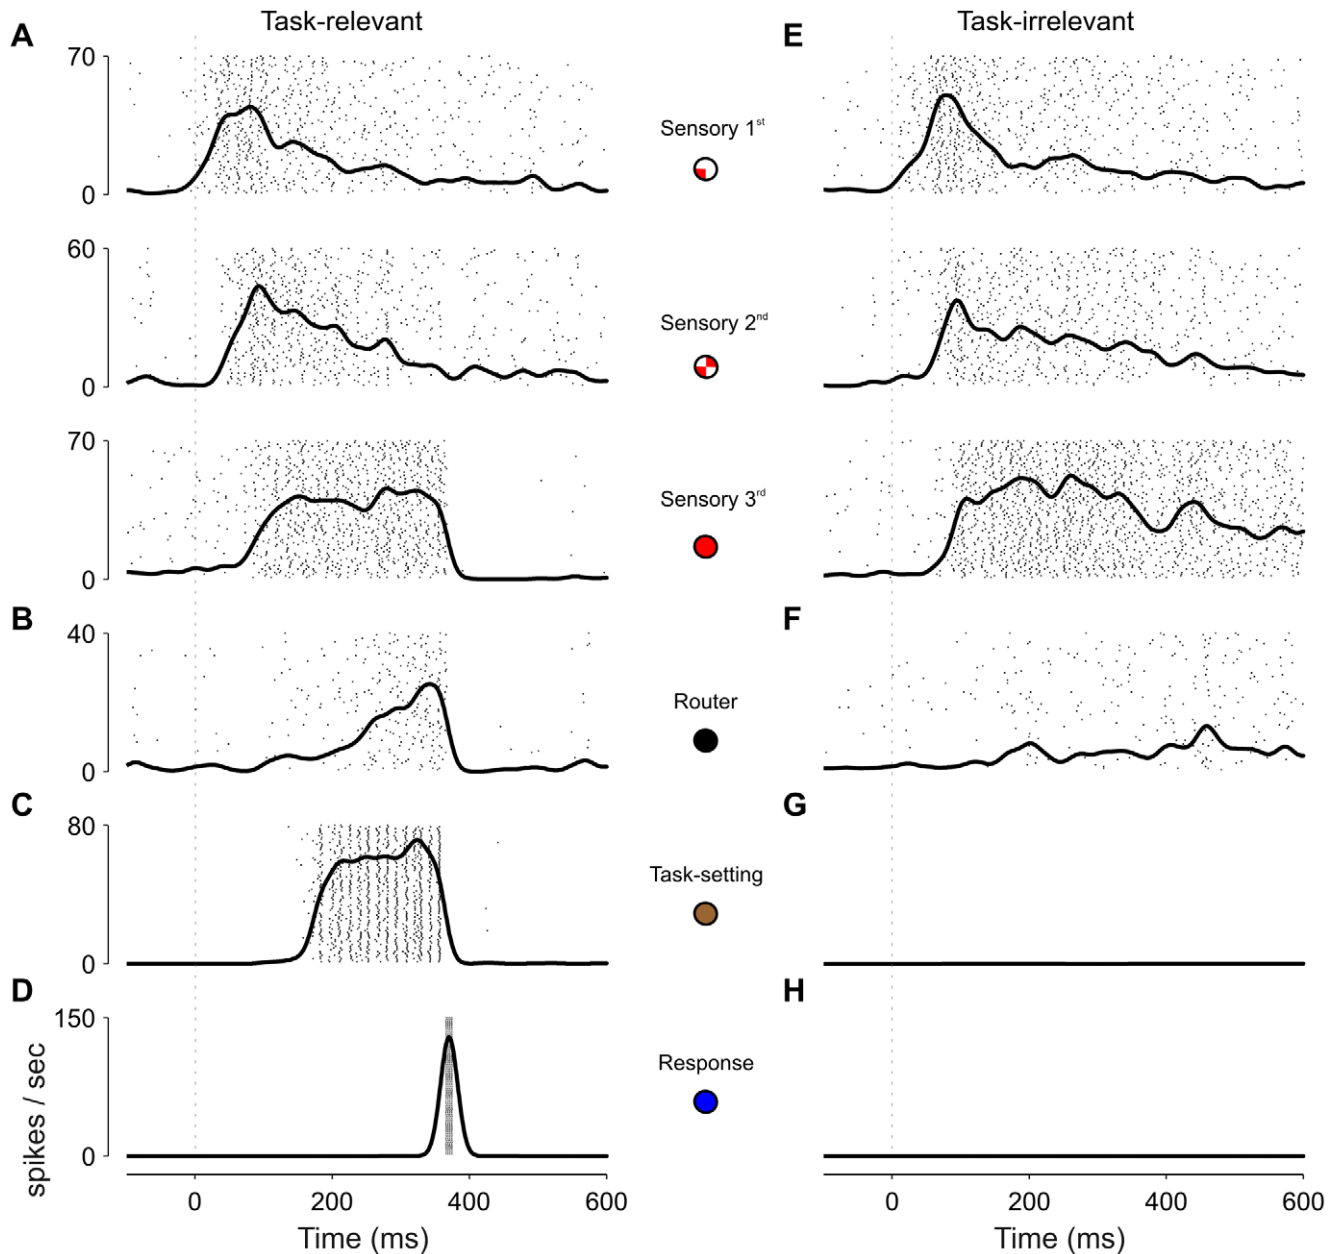 Task-relevant
Task-irrelevant
A
E
70
0
Sensory 1st
60
0
Sensory 2nd
70
0
Sensory 3rd
B
F
40
0
Router
C
G
80
0
Task-setting
D
H
150
0
Response
spikes / sec
0 200 400 600
0 200 400 600
Time (ms)
Time (ms)